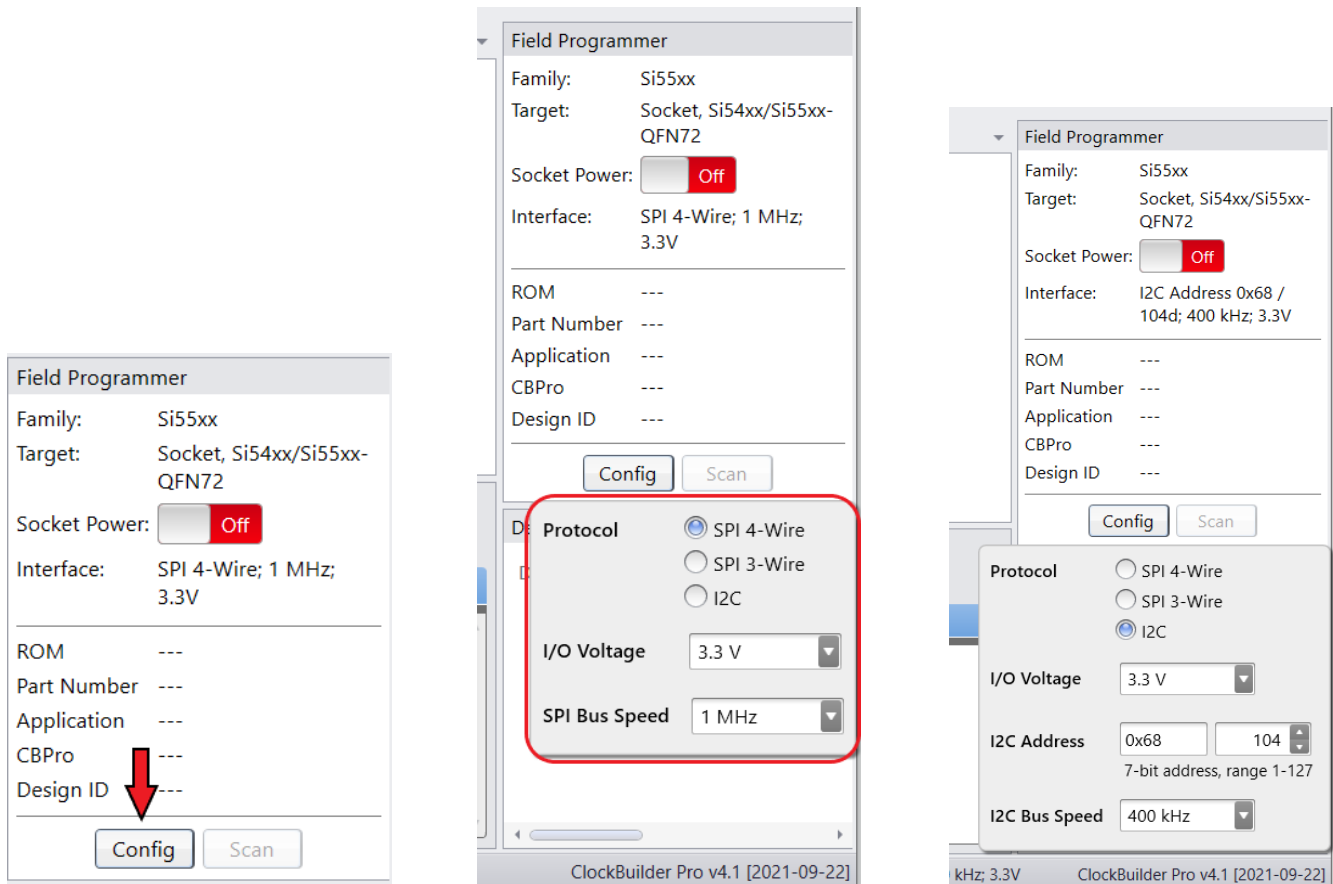 Field Programmer
Family: Si55xx
Target: Socket, Si54xx/Si55xx-
QFN72
Socket Power: Off
Interface: SPI 4-Wire; 1 MHz;
3.3V
ROM ---
Part Number ---
Application ---
CBPro ---
Design ID ---
Config Scan
Field Programmer
Family: Si55xx
Target: Socket, Si54xx/Si55xx-
QFN72
Socket Power: Off
Interface: SPI 4-Wire; 1 MHz;
3.3V
ROM ---
Part Number ---
Application ---
CBPro ---
Design ID ---
Config Scan
Protocol SPI 4-Wire
SPI 3-Wire
I2C
I/O Voltage 3.3 V
SPI Bus Speed 1 MHz
ClockBuilder Pro v4.1 [2021-09-22]
Field Programmer
Family: Si55xx
Target: Socket, Si54xx/Si55xx-
QFN72
Socket Power: Off
Interface: I2C Address 0x68 /
104d; 400 kHz; 3.3V
ROM ---
Part Number ---
Application ---
CBPro ---
Design ID ---
Config Scan
Protocol SPI 4-Wire
SPI 3-Wire
I2C
I/O Voltage 3.3 V
I2C Address 0x68 104
7-bit address, range 1-127
I2C Bus Speed 400 kHz
kHz; 3.3V ClockBuilder Pro v4.1 [2021-09-22]